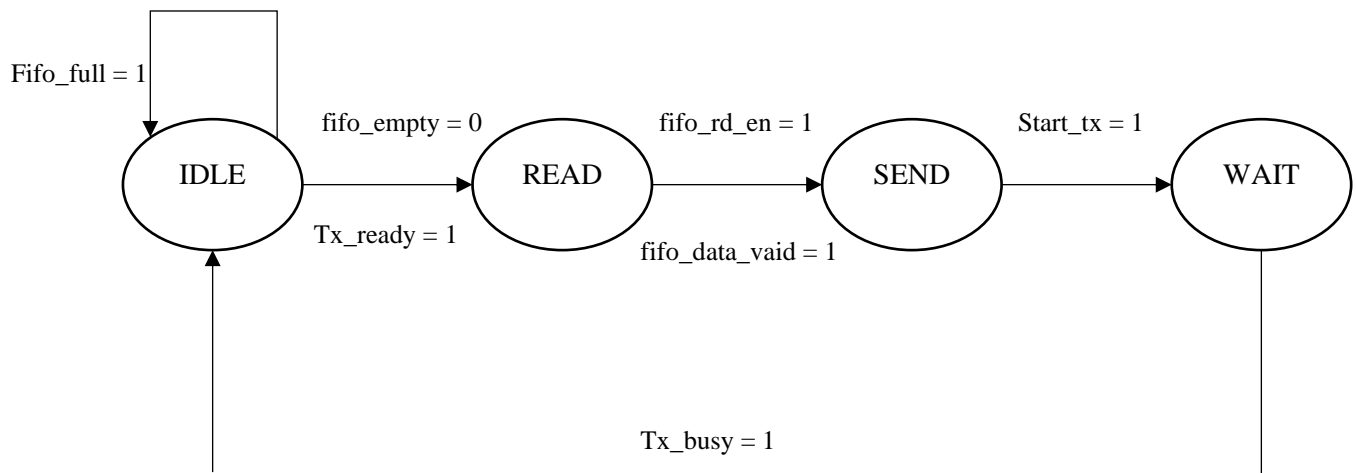 Fifo_full = 1
fifo_empty = 0
fifo_rd_en = 1
Start_tx = 1
IDLE
READ
SEND
WAIT
Tx_ready = 1
fifo_data_vaid = 1
Tx_busy = 1